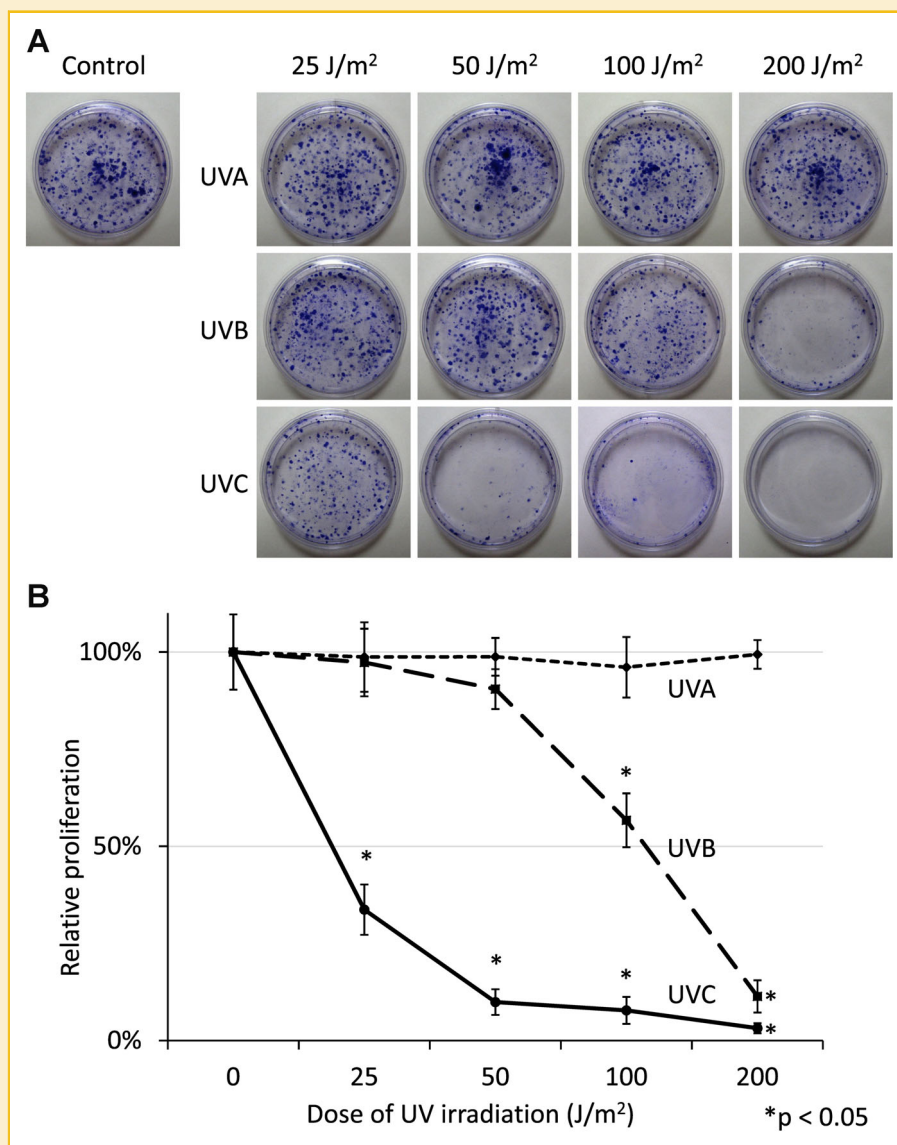 A
Control 25 J/m² 50 J/m² 100 J/m² 200 J/m²
UVA
UVB
UVC
B
Relative proliferation
100%
50%
0%
UVA
*
UVB
*
*
*
UVC
*
*
0 25 50 100 200
Dose of UV irradiation (J/m²)
*p < 0.05